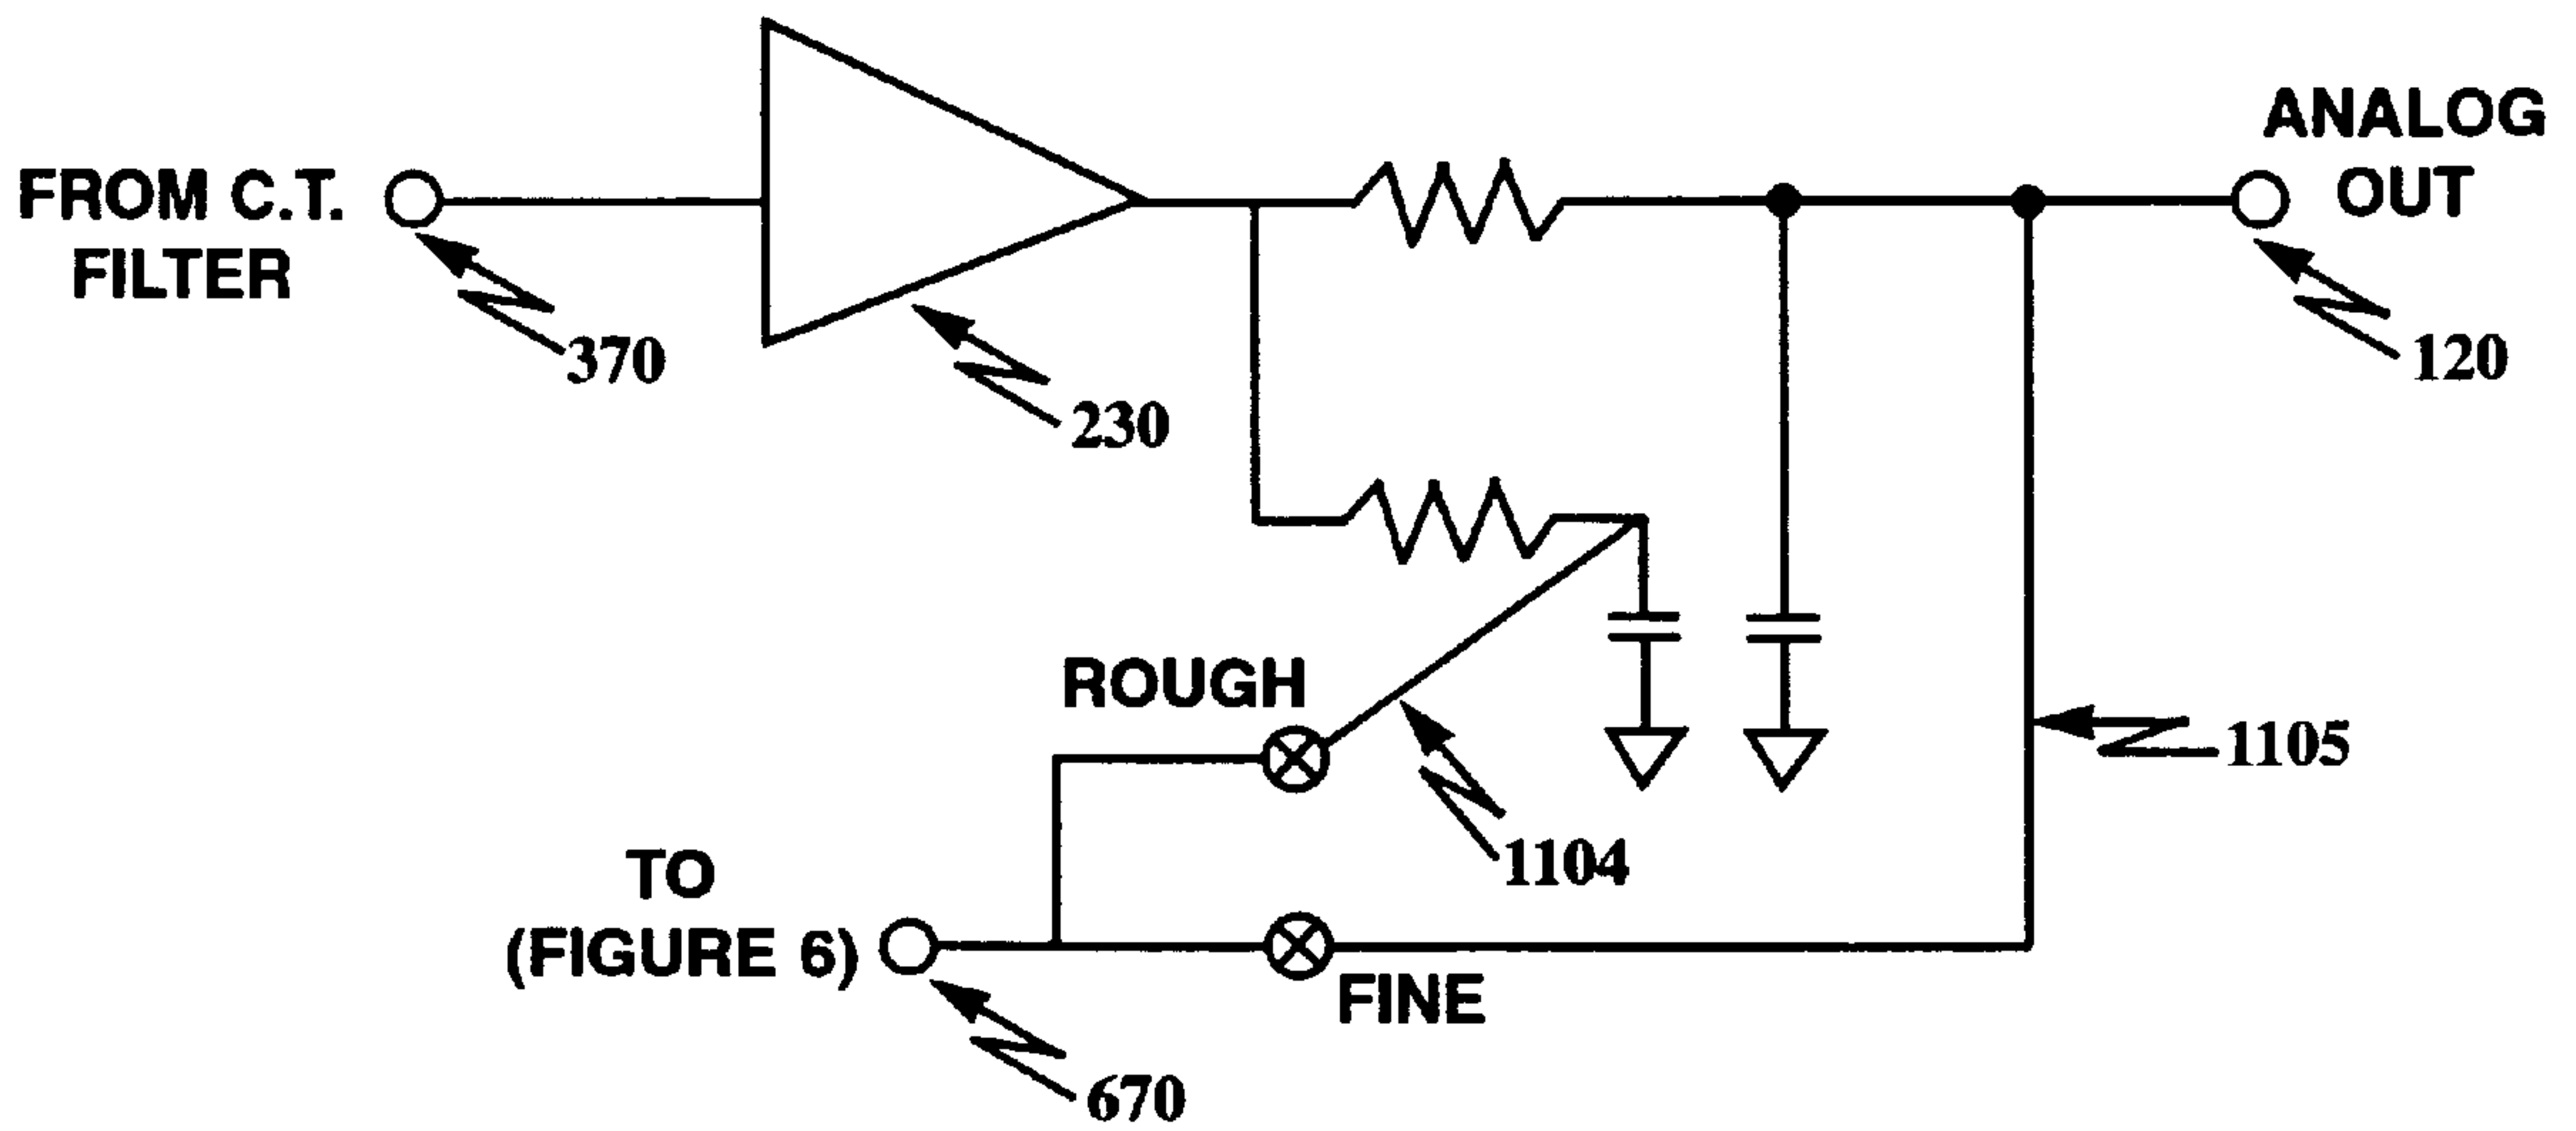 ANALOG
OUT
FROM C.T.
FILTER
370
230
120
ROUGH
1105
1104
TO
(FIGURE 6)
FINE
670